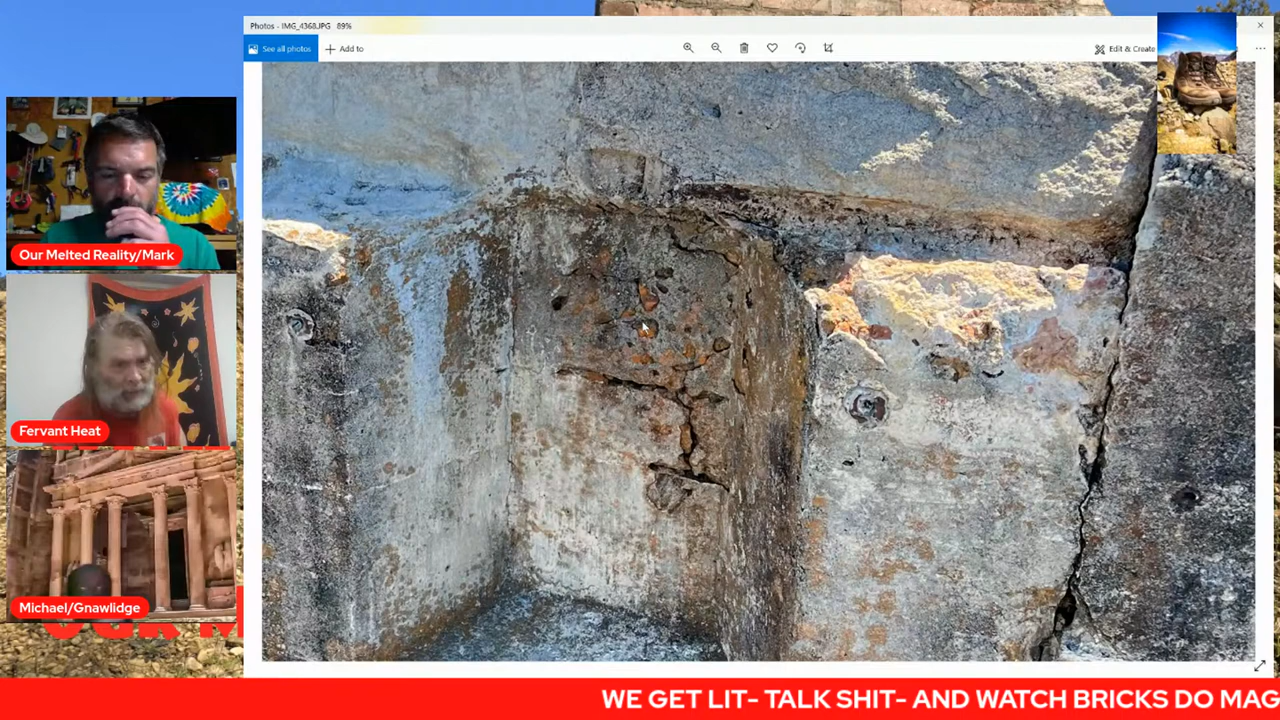 Photos - IMG_4368.JPG 89%
See all photos
Add to
Edit & Create
Our Melted Reality/Mark
Fervant Heat
Michael/Gnawlidge
WE GET LIT- TALK SHIT- AND WATCH BRICKS DO MAG